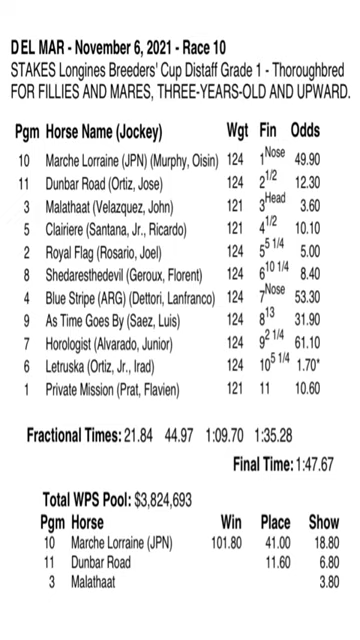 DEL MAR - November 6, 2021 - Race 10
STAKES Longines Breeders' Cup Distaff Grade 1 - Thoroughbred
FOR FILLIES AND MARES, THREE-YEARS-OLD AND UPWARD.
Pgm Horse Name (Jockey) Wgt Fin Odds
10 Marche Lorraine (JPN) (Murphy, Oisin) 124 1Nose 49.90
11 Dunbar Road (Ortiz, Jose) 124 21/2 12.30
3 Malathaat (Velazquez, John) 121 3Head 3.60
5 Clairiere (Santana, Jr., Ricardo) 121 41/2 10.10
2 Royal Flag (Rosario, Joel) 124 55 1/4 5.00
8 Shedaresthedevil (Geroux, Florent) 124 610 1/4 8.40
4 Blue Stripe (ARG) (Dettori, Lanfranco) 124 7Nose 53.30
9 As Time Goes By (Saez, Luis) 124 813 31.90
7 Horologist (Alvarado, Junior) 124 92 1/4 61.10
6 Letruska (Ortiz, Jr., Irad) 124 105 1/4 1.70*
1 Private Mission (Prat, Flavien) 121 11 10.60
Fractional Times: 21.84 44.97 1:09.70 1:35.28
Final Time: 1:47.67
Total WPS Pool: $3,824,693
Pgm Horse Win Place Show
10 Marche Lorraine (JPN) 101.80 41.00 18.80
11 Dunbar Road 11.60 6.80
3 Malathaat 3.80